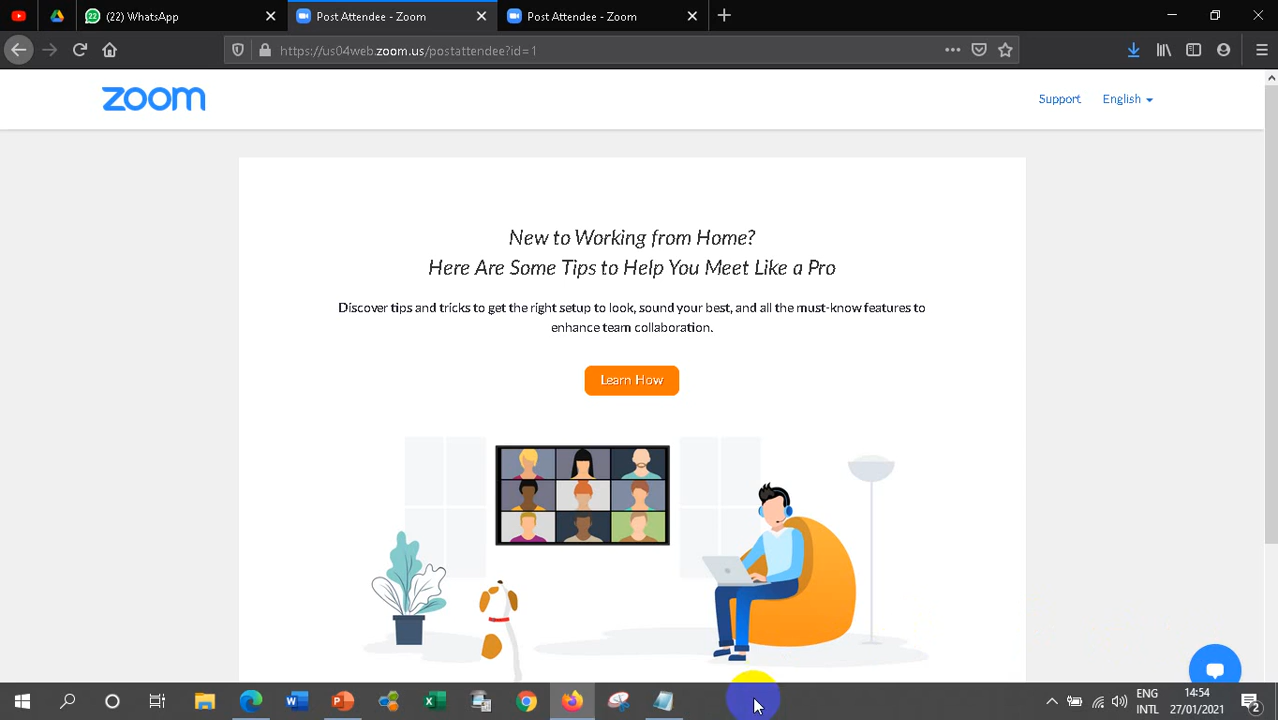 (22) WhatsApp
Post Attendee - Zoom
Post Attendee - Zoom
https://us04web.zoom.us/postattendee?id=1
zoom
Support
English
New to Working from Home?
Here Are Some Tips to Help You Meet Like a Pro
Discover tips and tricks to get the right setup to look, sound your best, and all the must-know features to
enhance team collaboration.
Learn How
ENG
INTL
14:54
27/01/2021
2